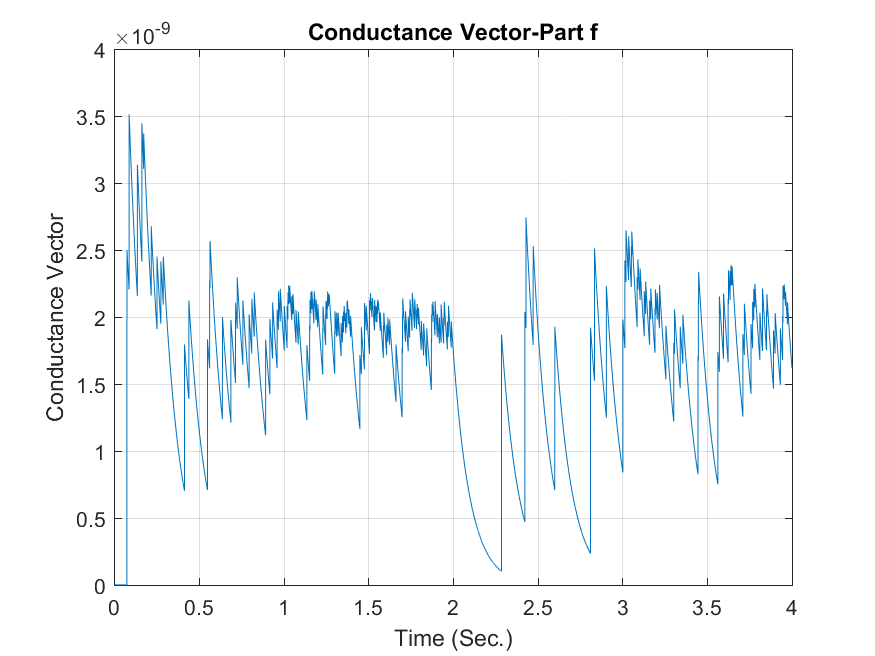 Conductance Vector-Part f
×10-9
4
3.5
3
2.5
2
1.5
1
0.5
0
Conductance Vector
0 0.5 1 1.5 2 2.5 3 3.5 4
Time (Sec.)